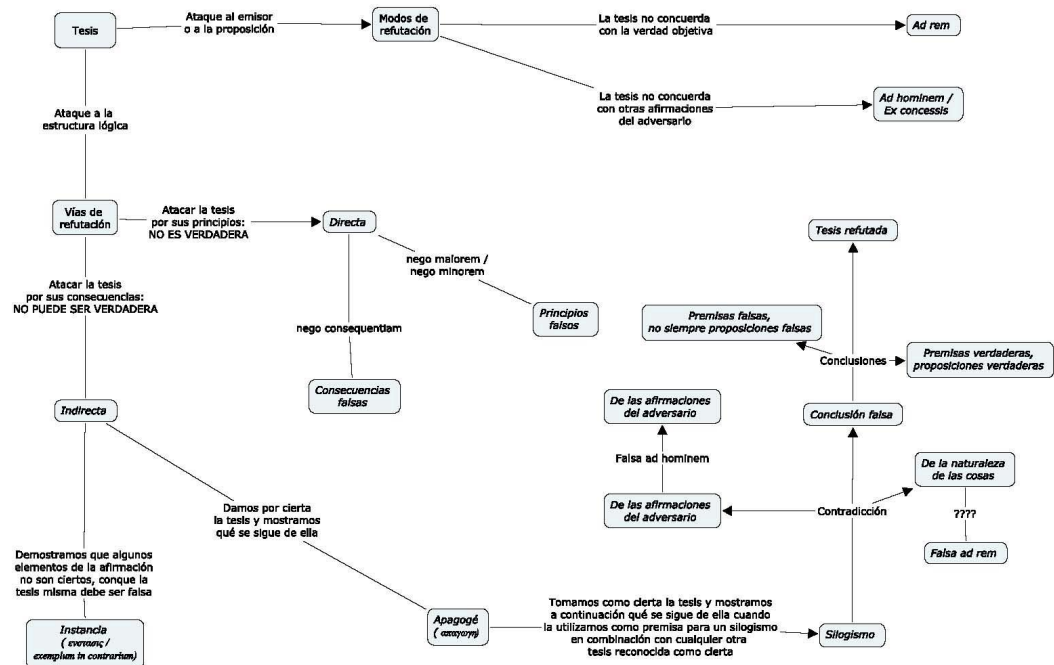 Tesis
Ataque al emisor
o a la proposición
Modos de
refutación
La tesis no concuerda
con la verdad objetiva
Ad rem
La tesis no concuerda
con otras afirmaciones
del adversario
Ad hominem /
Ex concessis
Ataque a la
estructura lógica
Vías de
refutación
Atacar la tesis
por sus principios:
NO ES VERDADERA
Directa
nego maiorem /
nego minorem
Principios
falsos
nego consequentiam
Consecuencias
falsas
Atacar la tesis
por sus consecuencias:
NO PUEDE SER VERDADERA
Indirecta
Demostramos que algunos
elementos de la afirmación
no son ciertos, conque la
tesis misma debe ser falsa
Instancia
( ενστασις /
exemplum in contrarium)
Damos por cierta
la tesis y mostramos
qué se sigue de ella
Apagogé
( απαγωγη)
Tomamos como cierta la tesis y mostramos
a continuación qué se sigue de ella cuando
la utilizamos como premisa para un silogismo
en combinación con cualquier otra
tesis reconocida como cierta
Silogismo
Contradicción
De la naturaleza
de las cosas
????
Falsa ad rem
De las afirmaciones
del adversario
Falsa ad hominem
De las afirmaciones
del adversario
Conclusión falsa
Conclusiones
Premisas falsas,
no siempre proposiciones falsas
Premisas verdaderas,
proposiciones verdaderas
Tesis refutada